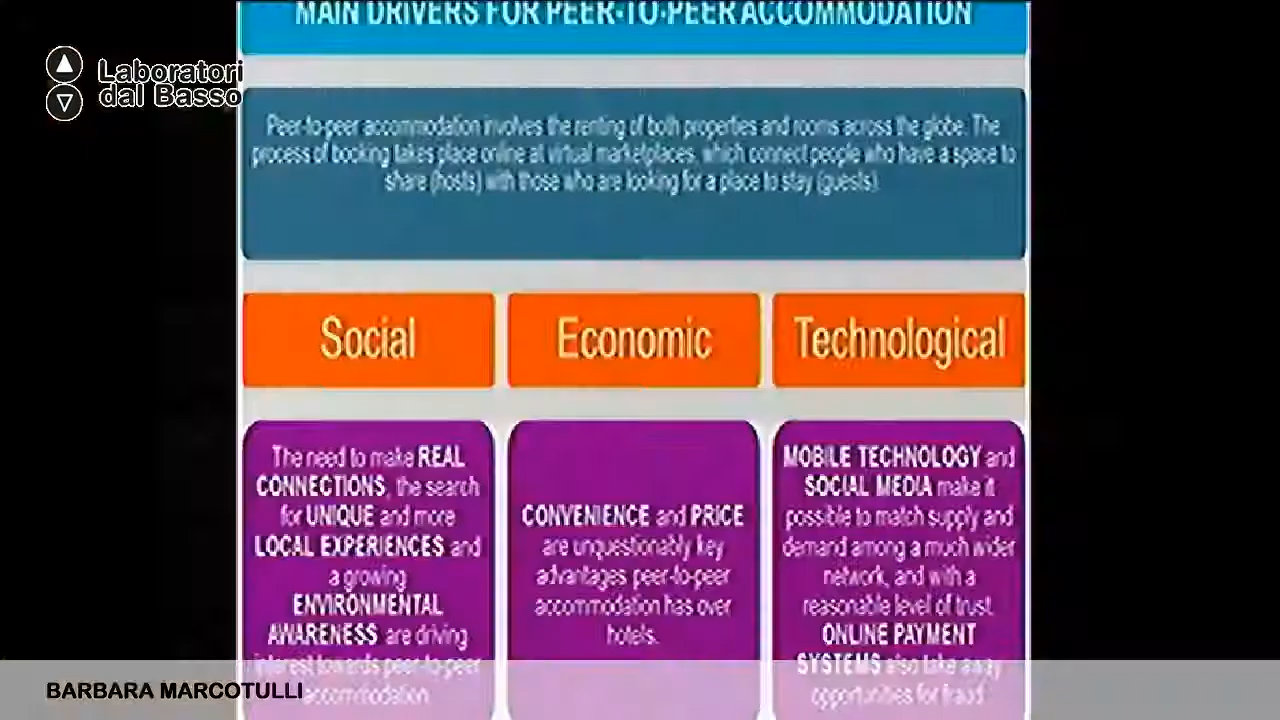 MAIN DRIVERS FOR PEER-TO-PEER ACCOMMODATION
Laboratori
dal Basso
Peer-to-peer accommodation involves the renting of both properties and rooms across the globe. The
process of booking takes place online at virtual marketplaces, which connect people who have a space to
share (hosts) with those who are looking for a place to stay (guests).
Social
Economic
Technological
The need to make REAL
CONNECTIONS, the search
for UNIQUE and more
LOCAL EXPERIENCES and
a growing
ENVIRONMENTAL
AWARENESS are driving
interest towards peer-to-peer
accommodation.
CONVENIENCE and PRICE
are unquestionably key
advantages peer-to-peer
accommodation has over
hotels.
MOBILE TECHNOLOGY and
SOCIAL MEDIA make it
possible to match supply and
demand among a much wider
network, and with a
reasonable level of trust.
ONLINE PAYMENT
SYSTEMS also take away
opportunities for fraud.
BARBARA MARCOTULLI